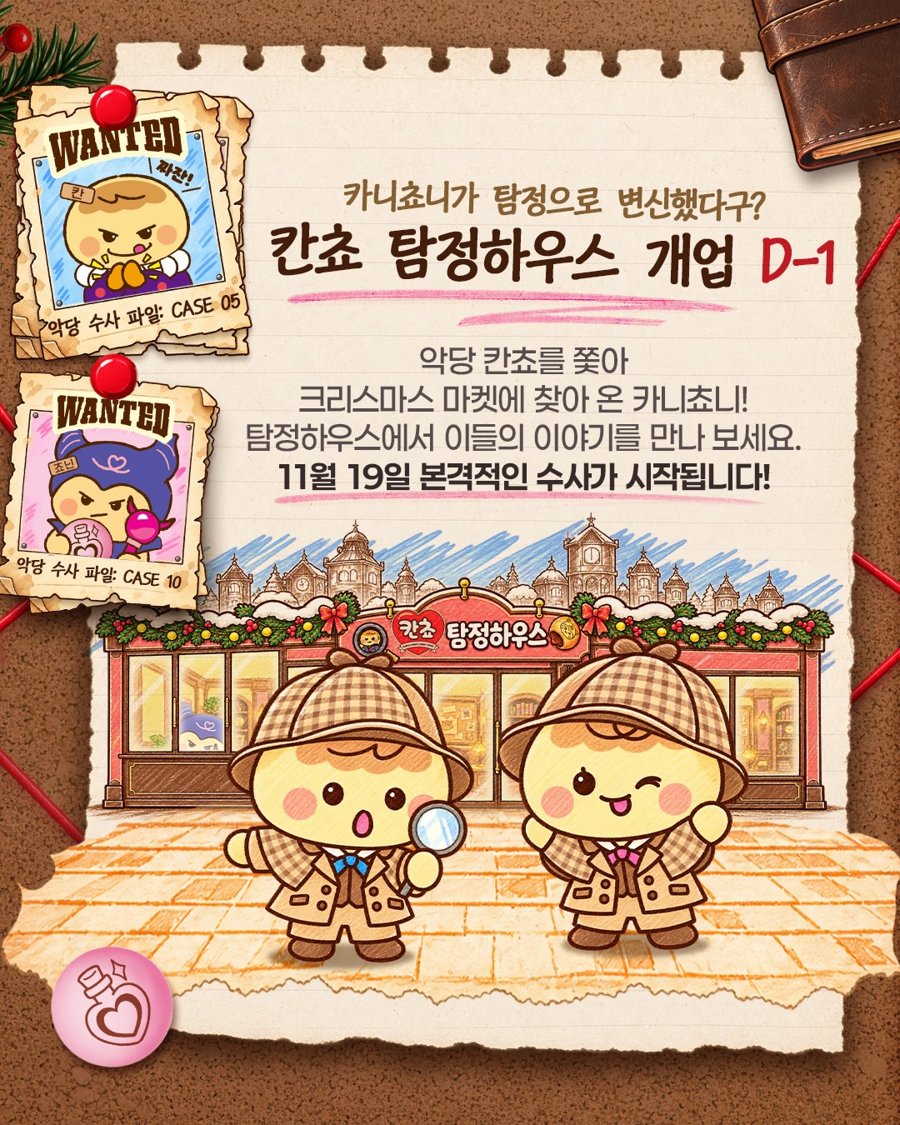 WANTED
짜잔!
칸
악당 수사 파일: CASE 05
WANTED
쵸니
악당 수사 파일: CASE 10
카니쵸니가 탐정으로 변신했다구?
칸쵸 탐정하우스 개업 D-1
악당 칸쵸를 쫓아
크리스마스 마켓에 찾아 온 카니쵸니!
탐정하우스에서 이들의 이야기를 만나 보세요.
11월 19일 본격적인 수사가 시작됩니다!
칸쵸 탐정하우스